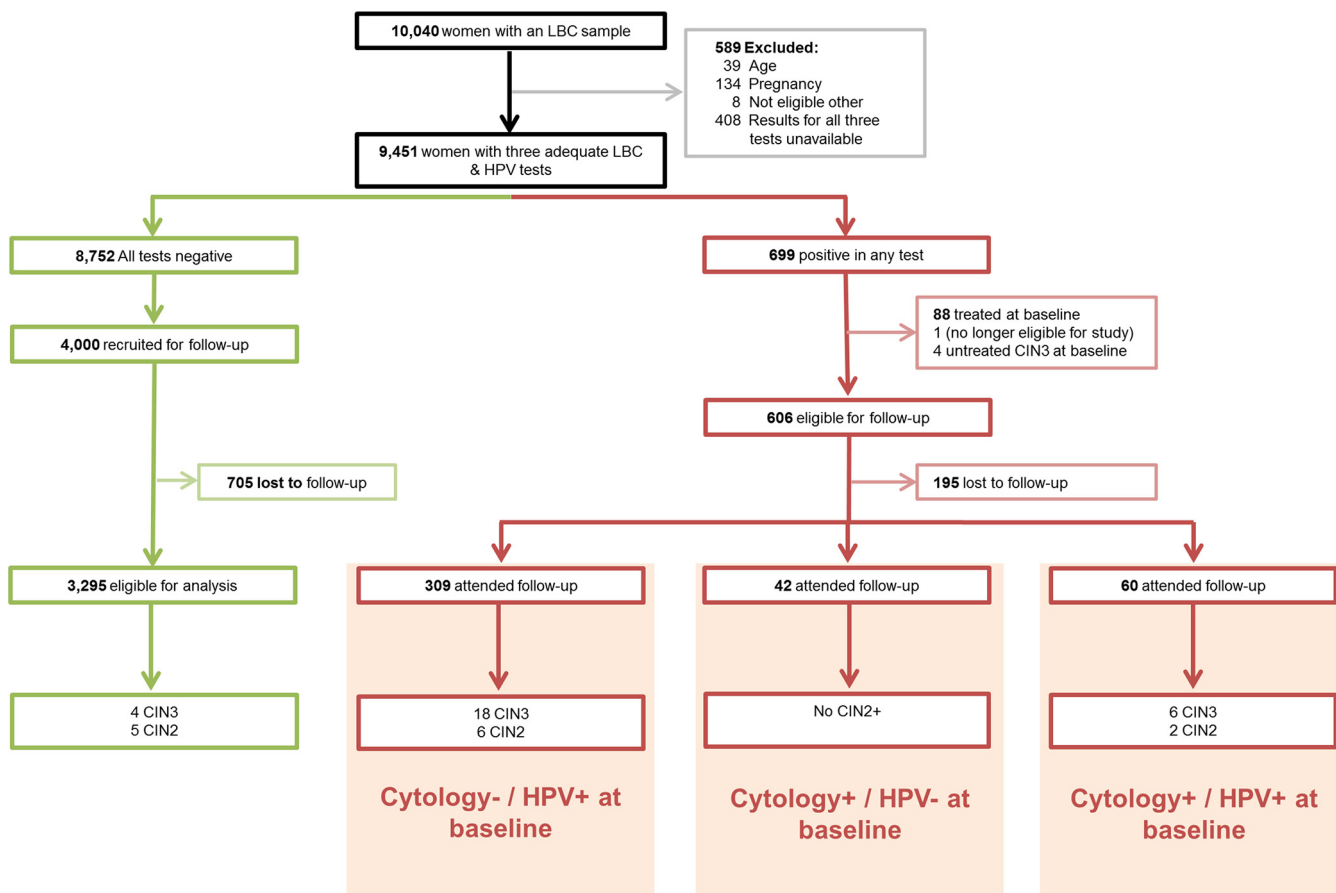 10,040 women with an LBC sample
589 Excluded:
39 Age
134 Pregnancy
8 Not eligible other
408 Results for all three
tests unavailable
9,451 women with three adequate LBC
& HPV tests
8,752 All tests negative
699 positive in any test
88 treated at baseline
1 (no longer eligible for study)
4 untreated CIN3 at baseline
4,000 recruited for follow-up
606 eligible for follow-up
705 lost to follow-up
195 lost to follow-up
3,295 eligible for analysis
309 attended follow-up
42 attended follow-up
60 attended follow-up
4 CIN3
5 CIN2
18 CIN3
6 CIN2
No CIN2+
6 CIN3
2 CIN2
Cytology- / HPV+ at
baseline
Cytology+ / HPV- at
baseline
Cytology+ / HPV+ at
baseline